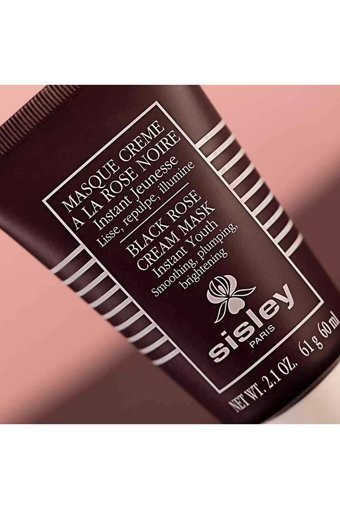 MASQUE CREME
A LA ROSE NOIRE
Instant Jeunesse
Lisse, repulpe, illumine
BLACK ROSE
CREAM MASK
Instant Youth
Smoothing, plumping,
brightening
sisley
PARIS
NET WT. 2.1 OZ. 61 g 60 ml